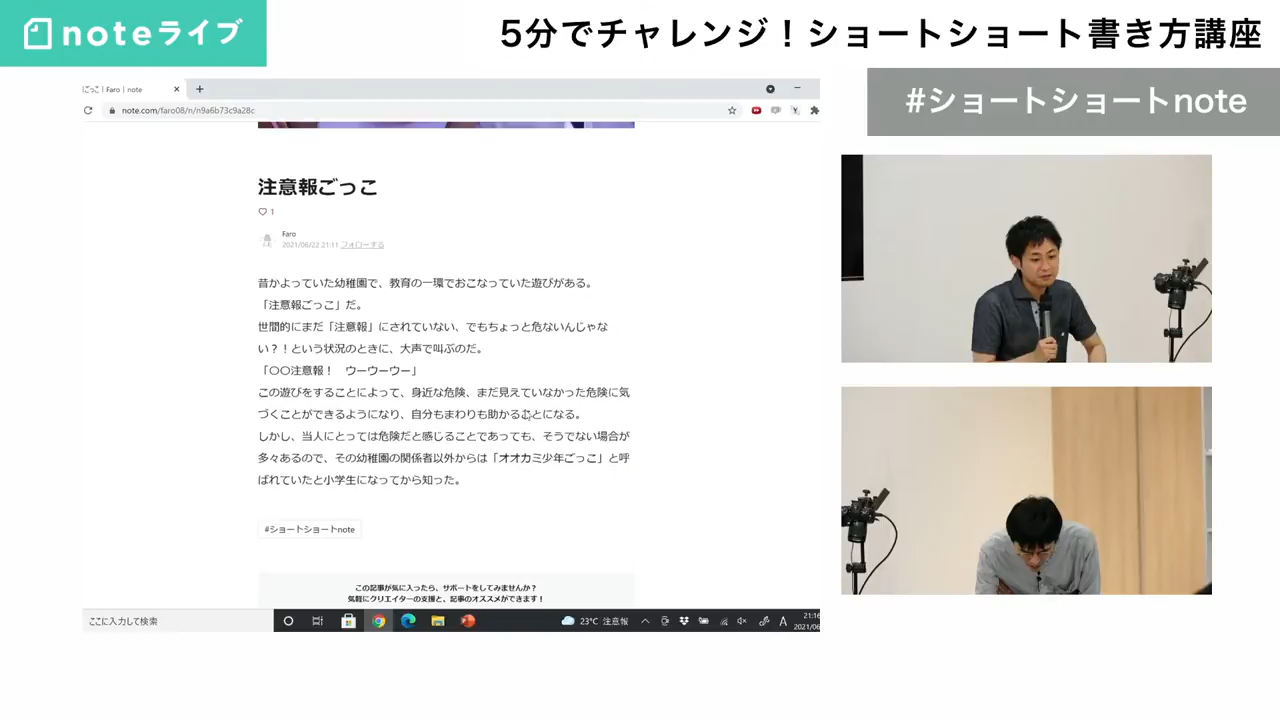 noteライブ
5分でチャレンジ！ショートショート書き方講座
#ショートショートnote
ごっこ｜Faro｜note
note.com/faro08/n/n9a6b73c9a28c
注意報ごっこ
1
Faro
2021/06/22 21:11 フォローする
昔かよっていた幼稚園で、教育の一環でおこなっていた遊びがある。
「注意報ごっこ」だ。
世間的にまだ「注意報」にされていない、でもちょっと危ないんじゃな
い？！という状況のときに、大声で叫ぶのだ。
「〇〇注意報！　ウーウーウー」
この遊びをすることによって、身近な危険、まだ見えていなかった危険に気
づくことができるようになり、自分もまわりも助かることになる。
しかし、当人にとっては危険だと感じることであっても、そうでない場合が
多々あるので、その幼稚園の関係者以外からは「オオカミ少年ごっこ」と呼
ばれていたと小学生になってから知った。
#ショートショートnote
この記事が気に入ったら、サポートをしてみませんか？
気軽にクリエイターの支援と、記事のオススメができます！
ここに入力して検索
23°C 注意報
A
21:16
2021/06